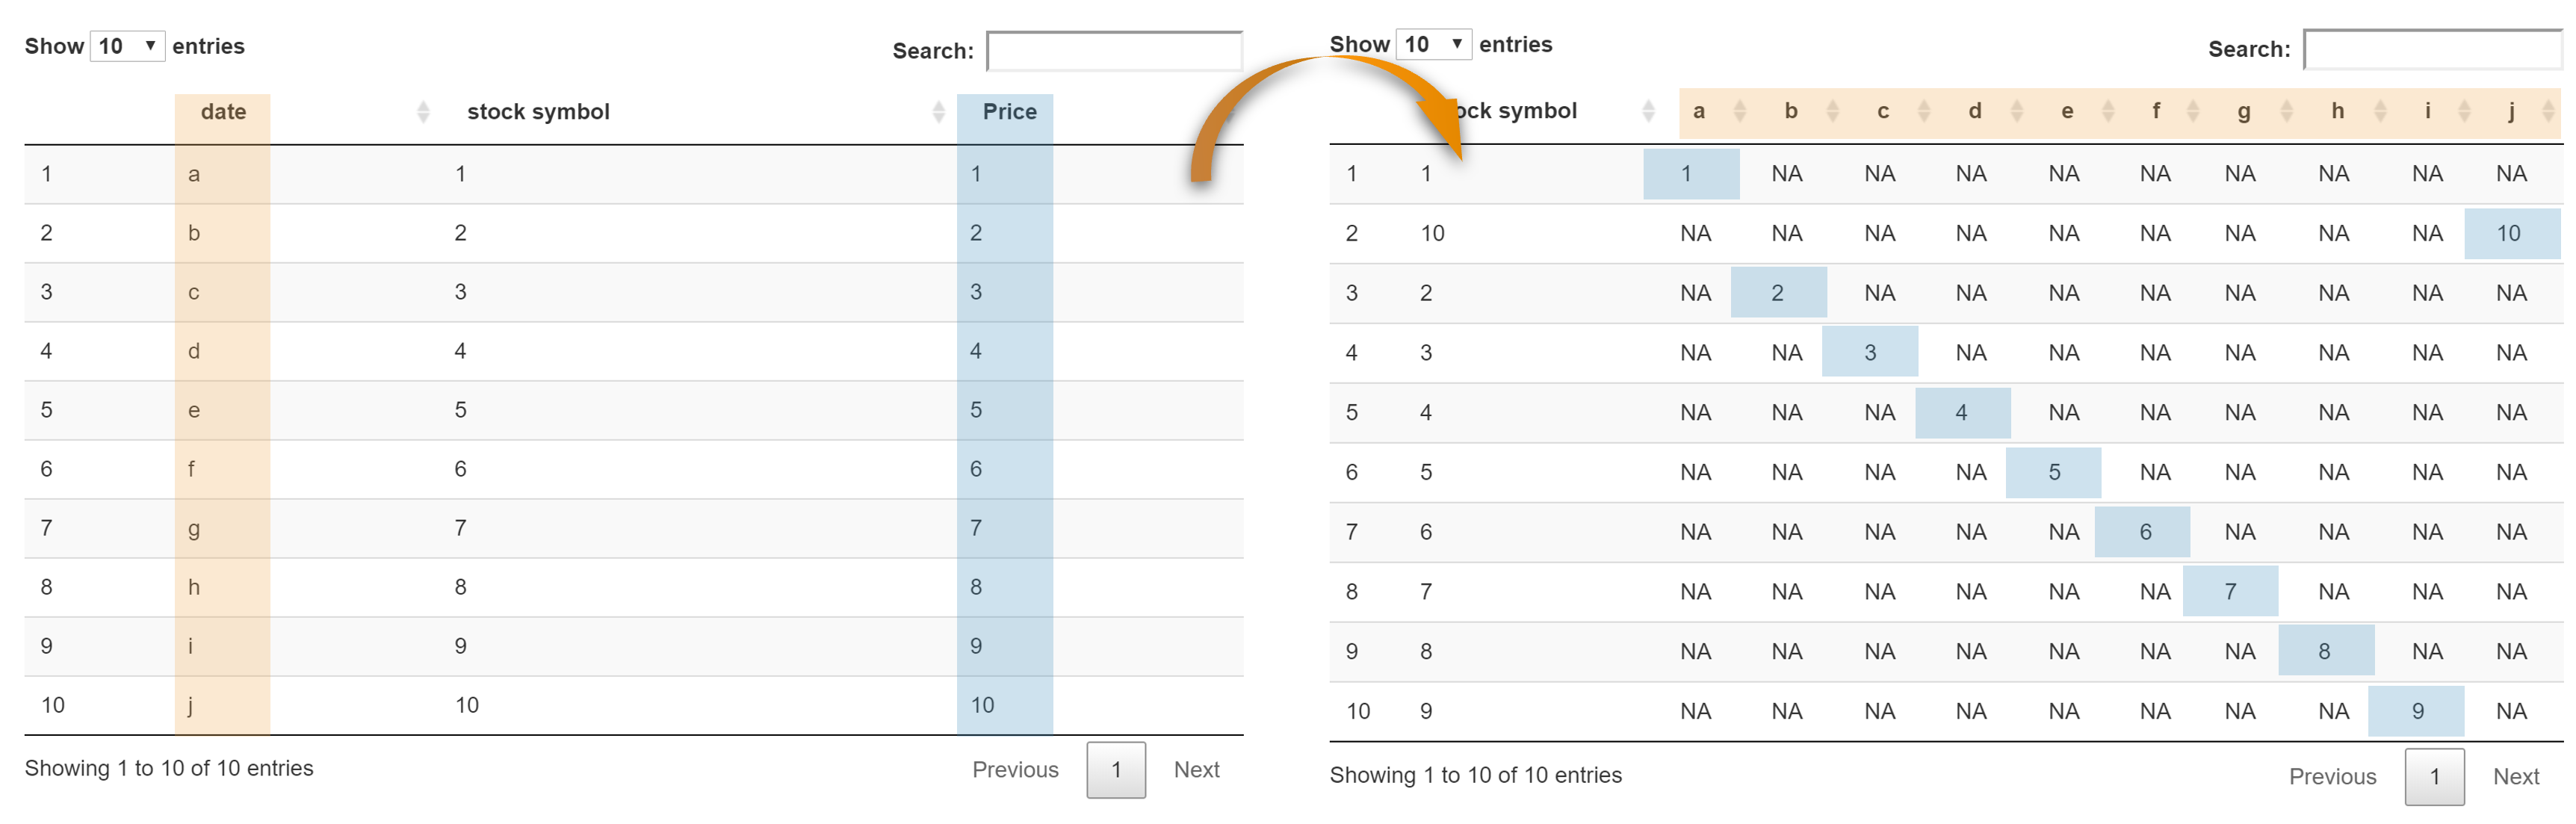 Show 10 entries
Search:
date stock symbol Price
1 a 1 1
2 b 2 2
3 c 3 3
4 d 4 4
5 e 5 5
6 f 6 6
7 g 7 7
8 h 8 8
9 i 9 9
10 j 10 10
Showing 1 to 10 of 10 entries
Previous 1 Next
Show 10 entries
Search:
ock symbol a b c d e f g h i j
1 1 1 NA NA NA NA NA NA NA NA NA
2 10 NA NA NA NA NA NA NA NA NA 10
3 2 NA 2 NA NA NA NA NA NA NA NA
4 3 NA NA 3 NA NA NA NA NA NA NA
5 4 NA NA NA 4 NA NA NA NA NA NA
6 5 NA NA NA NA 5 NA NA NA NA NA
7 6 NA NA NA NA NA 6 NA NA NA NA
8 7 NA NA NA NA NA NA 7 NA NA NA
9 8 NA NA NA NA NA NA NA 8 NA NA
10 9 NA NA NA NA NA NA NA NA 9 NA
Showing 1 to 10 of 10 entries
Previous 1 Next